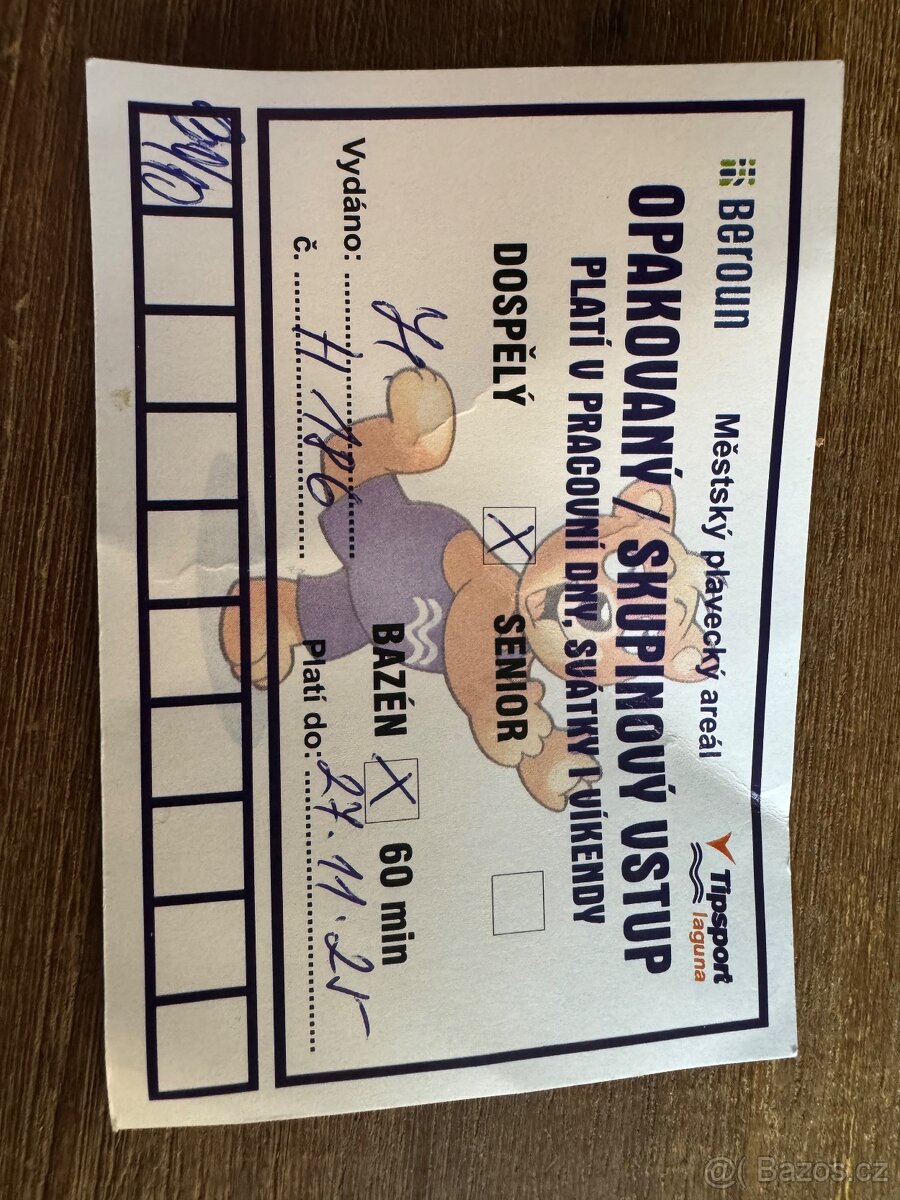 Beroun
Městský plavecký areál
Tipsport
laguna
OPAKOVANÝ / SKUPINOVÝ VSTUP
PLATÍ V PRACOVNÍ DNY, SVÁTKY I VÍKENDY
DOSPĚLÝ X SENIOR
BAZÉN X 60 min
Vydáno:
č. Platí do: 27.11.25
@( Bazos.cz